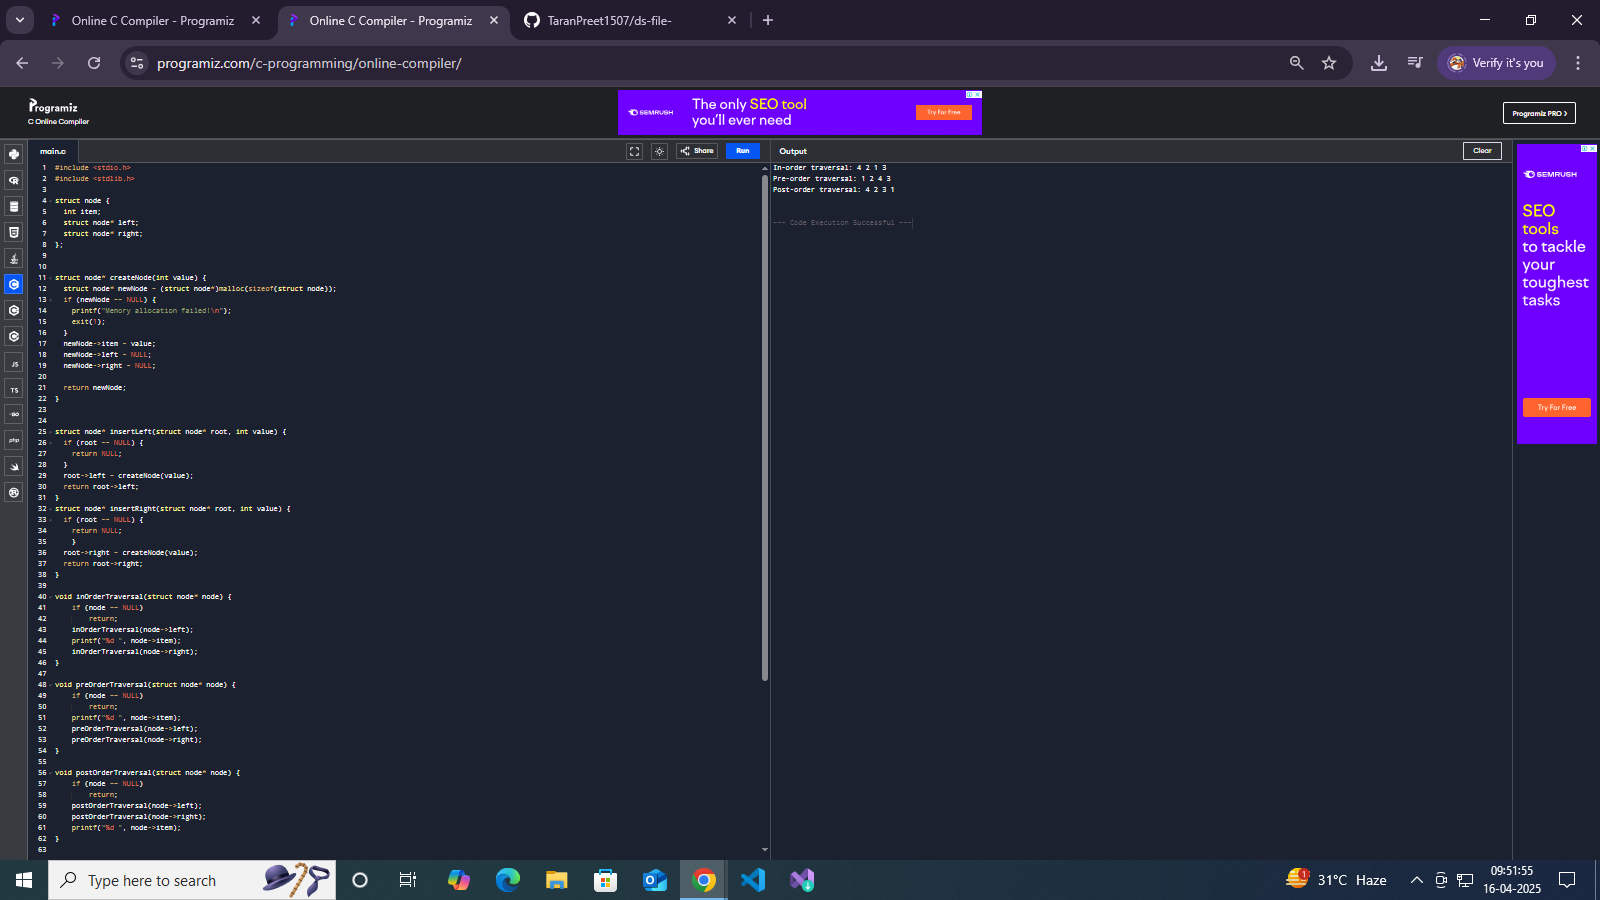 Online C Compiler - Programiz
Online C Compiler - Programiz
TaranPreet1507/ds-file-
programiz.com/c-programming/online-compiler/
Verify it's you
Programiz
C Online Compiler
SEMRUSH
The only SEO tool
you'll ever need
Try For Free
Programiz PRO >
main.c
Share
Run
Output
Clear
1 #include <stdio.h>
2 #include <stdlib.h>
3
4 struct node {
5 int item;
6 struct node* left;
7 struct node* right;
8 };
9
10
11 struct node* createNode(int value) {
12 struct node* newNode = (struct node*)malloc(sizeof(struct node));
13 if (newNode == NULL) {
14 printf("Memory allocation failed!\n");
15 exit(1);
16 }
17 newNode->item = value;
18 newNode->left = NULL;
19 newNode->right = NULL;
20
21 return newNode;
22 }
23
24
25 struct node* insertLeft(struct node* root, int value) {
26 if (root == NULL) {
27 return NULL;
28 }
29 root->left = createNode(value);
30 return root->left;
31 }
32 struct node* insertRight(struct node* root, int value) {
33 if (root == NULL) {
34 return NULL;
35 }
36 root->right = createNode(value);
37 return root->right;
38 }
39
40 void inOrderTraversal(struct node* node) {
41 if (node == NULL)
42 return;
43 inOrderTraversal(node->left);
44 printf("%d ", node->item);
45 inOrderTraversal(node->right);
46 }
47
48 void preOrderTraversal(struct node* node) {
49 if (node == NULL)
50 return;
51 printf("%d ", node->item);
52 preOrderTraversal(node->left);
53 preOrderTraversal(node->right);
54 }
55
56 void postOrderTraversal(struct node* node) {
57 if (node == NULL)
58 return;
59 postOrderTraversal(node->left);
60 postOrderTraversal(node->right);
61 printf("%d ", node->item);
62 }
63
In-order traversal: 4 2 1 3
Pre-order traversal: 1 2 4 3
Post-order traversal: 4 2 3 1
=== Code Execution Successful ===
SEMRUSH
SEO
tools
to tackle
your
toughest
tasks
Try For Free
JS
TS
GO
php
Type here to search
1
31°C Haze
09:51:55
16-04-2025